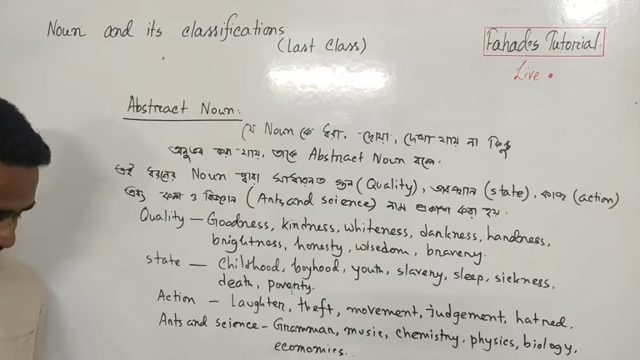 Noun and its classifications
(Last Class)
Fahad's Tutorial
Live
Abstract Noun:
যে Noun কে ধরা, ছোয়া, দেখা যায় না কিন্তু
অনুভব করা যায়, তাকে Abstract Noun বলে.
এই ধরনের Noun দ্বারা সাধারনত গুন (Quality), অবস্থান (state), কাজ (action)
এবং কলা ও বিজ্ঞান (Arts and science) নাম প্রকাশ করা হয়.
Quality – Goodness, kindness, whiteness, darkness, hardness,
brightness, honesty, wisedom, bravery.
State – Childhood, boyhood, youth, slavery, sleep, sickness,
death, poverty.
Action – Laughter, theft, movement, judgement, hatred.
Arts and science – Grammar, music, chemistry, physics, biology,
economics..